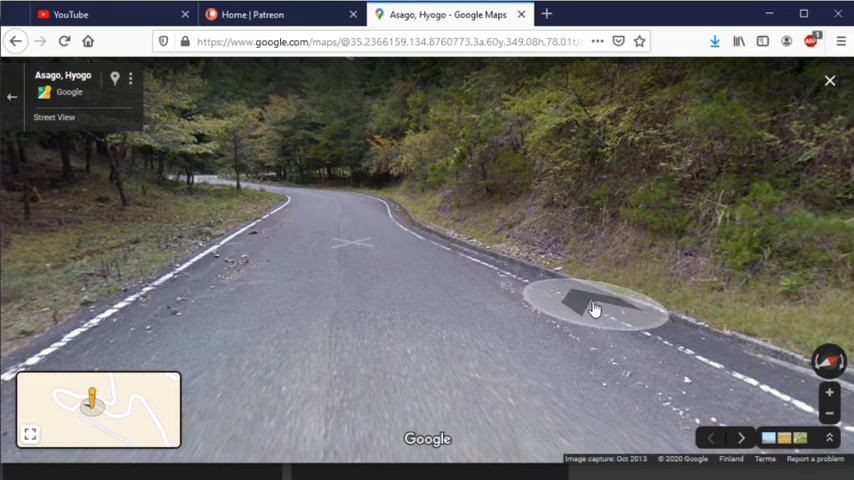 YouTube
Home | Patreon
Asago, Hyogo - Google Maps
https://www.google.com/maps/@35.2366159,134.8760773,3a,60y,349.08h,78.01t/
1
Asago, Hyogo
Google
Street View
Google
Image capture: Oct 2013 © 2020 Google Finland Terms Report a problem